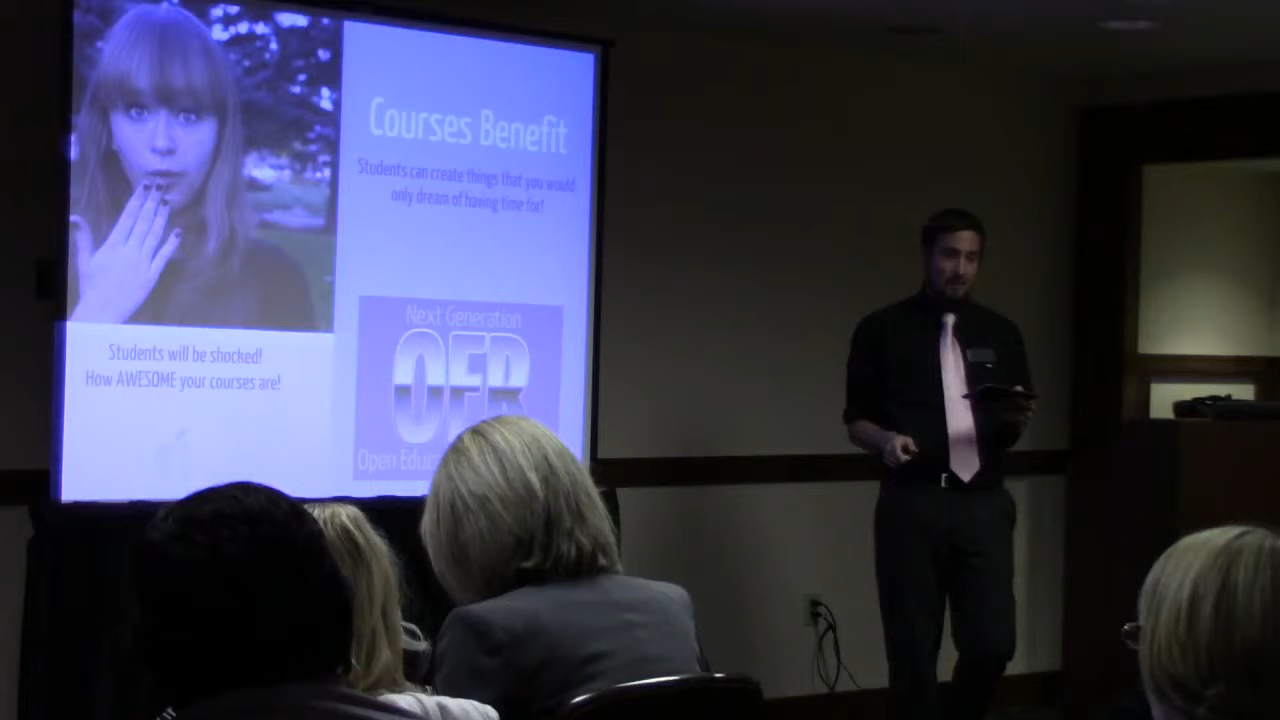 Courses Benefit
Students can create things that you would
only dream of having time for!
Students will be shocked!
How AWESOME your courses are!
Next Generation
OER
Open